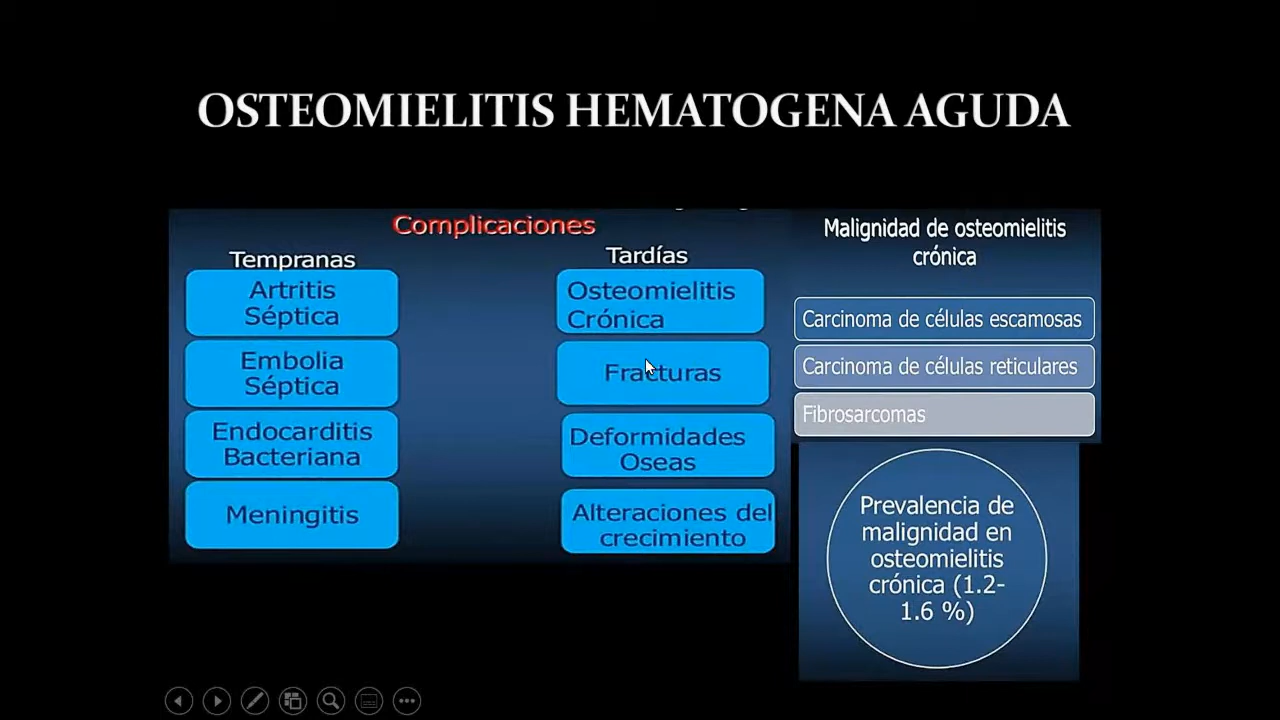 OSTEOMIELITIS HEMATOGENA AGUDA
Complicaciones
Tempranas
Artritis
Séptica
Embolia
Séptica
Endocarditis
Bacteriana
Meningitis
Tardías
Osteomielitis
Crónica
Fracturas
Deformidades
Oseas
Alteraciones del
crecimiento
Malignidad de osteomielitis
crónica
Carcinoma de células escamosas
Carcinoma de células reticulares
Fibrosarcomas
Prevalencia de
malignidad en
osteomielitis
crónica (1.2-
1.6 %)